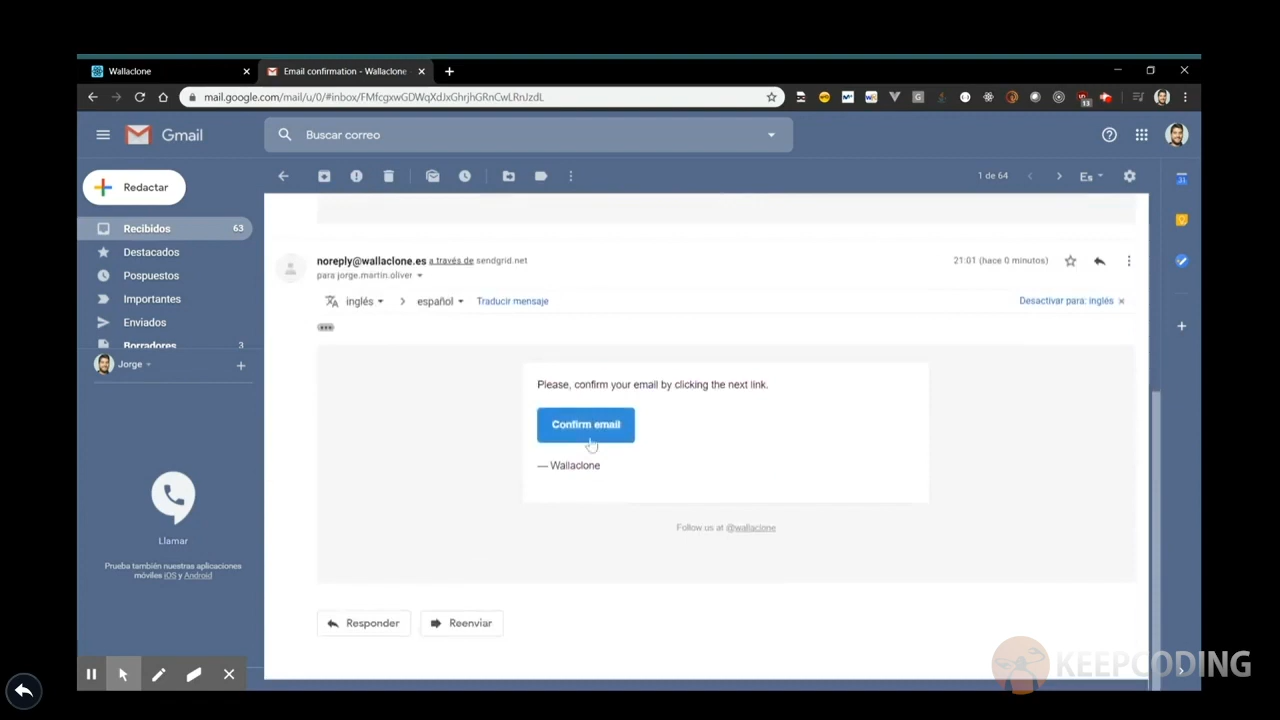 Wallaclone
Email confirmation - Wallaclone
mail.google.com/mail/u/0/#inbox/FMfcgxwGDWqXdJxGhrjhGRnCwLRnJzdL
13
Gmail
Buscar correo
Redactar
1 de 64
Es
31
Recibidos 63
Destacados
Pospuestos
Importantes
Enviados
Borradores 3
Jorge
noreply@wallaclone.es a través de sendgrid.net
21:01 (hace 0 minutos)
para jorge.martin.oliver
inglés > español Traducir mensaje
Desactivar para: inglés x
Please, confirm your email by clicking the next link.
Confirm email
— Wallaclone
Follow us at @wallaclone
Llamar
Prueba también nuestras aplicaciones
móviles iOS y Android
Responder
Reenviar
KEEPCODING